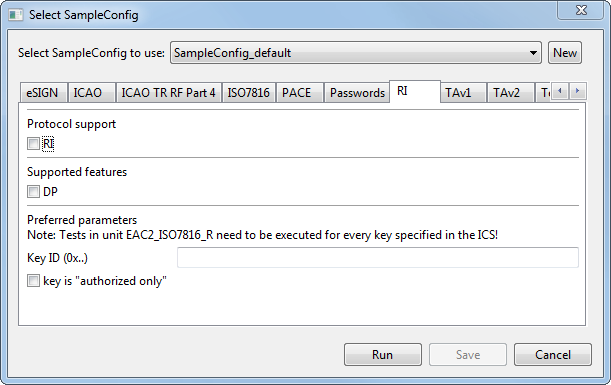 Select SampleConfig
Select SampleConfig to use: SampleConfig_default New
eSIGN ICAO ICAO TR RF Part 4 ISO7816 PACE Passwords RI TAv1 TAv2
Protocol support
RI
Supported features
DP
Preferred parameters
Note: Tests in unit EAC2_ISO7816_R need to be executed for every key specified in the ICS!
Key ID (0x..)
key is "authorized only"
Run Save Cancel